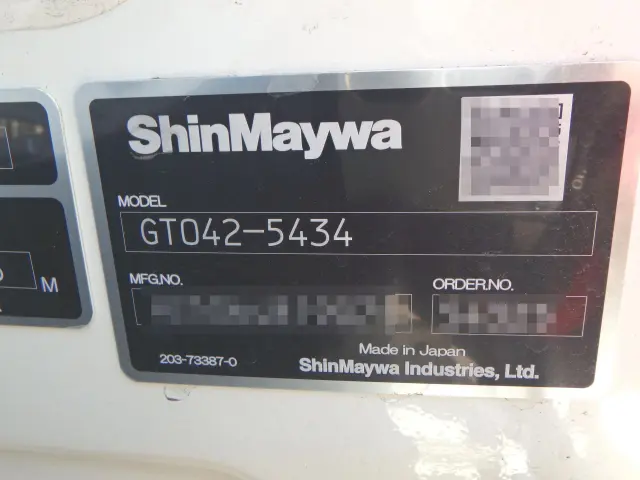 ShinMaywa
MODEL
GT042-5434
MFG.NO.
ORDER.NO.
M
203-73387-0
Made in Japan
ShinMaywa Industries, Ltd.